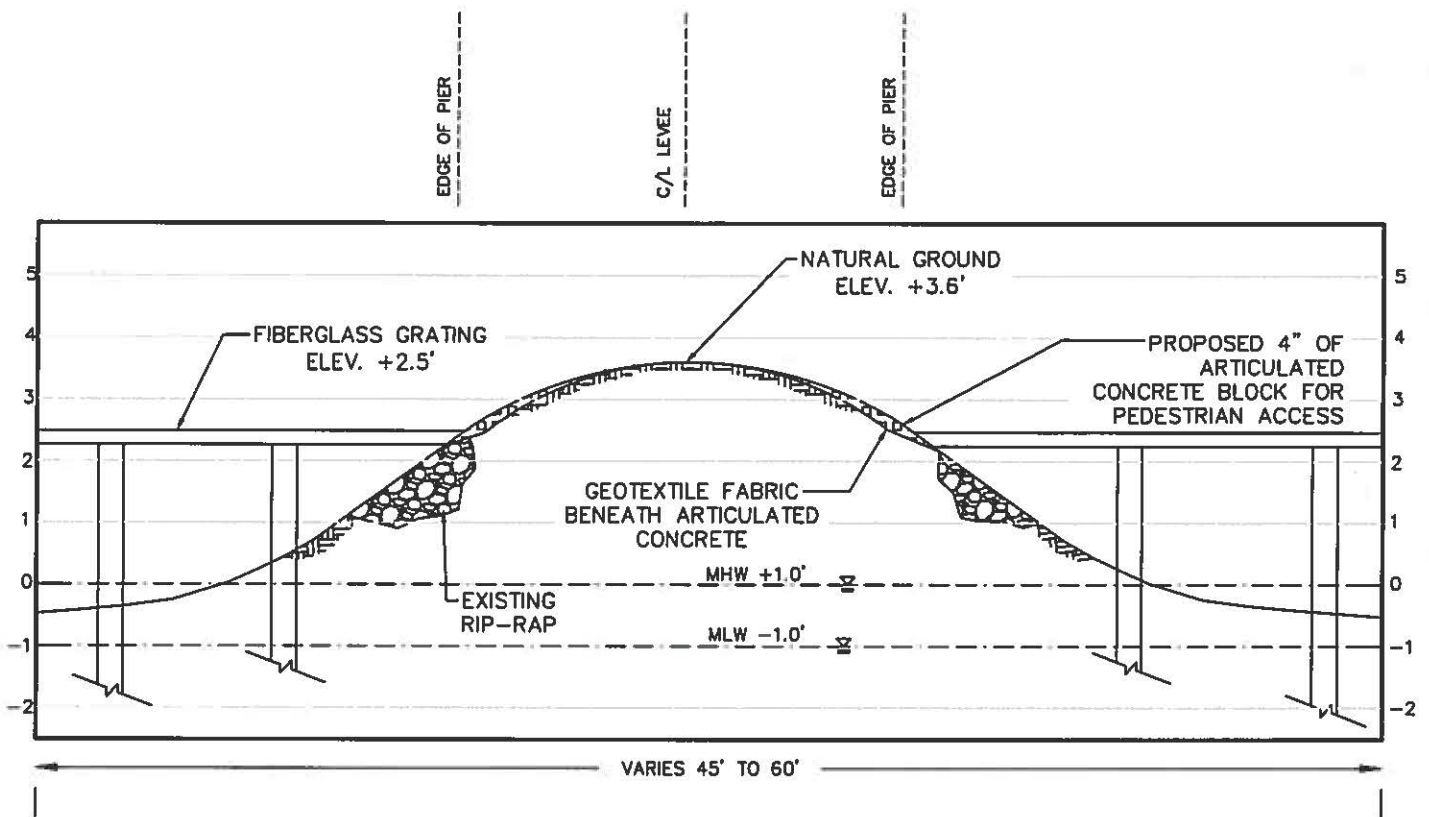 EDGE OF PIER
C/L LEVEE
EDGE OF PIER
NATURAL GROUND
ELEV. +3.6'
FIBERGLASS GRATING
ELEV. +2.5'
PROPOSED 4" OF
ARTICULATED
CONCRETE BLOCK FOR
PEDESTRIAN ACCESS
GEOTEXTILE FABRIC
BENEATH ARTICULATED
CONCRETE
MHW +1.0'
EXISTING
RIP-RAP
MLW -1.0'
5
4
3
2
1
0
-1
-2
5
4
3
2
1
0
-1
-2
VARIES 45' TO 60'